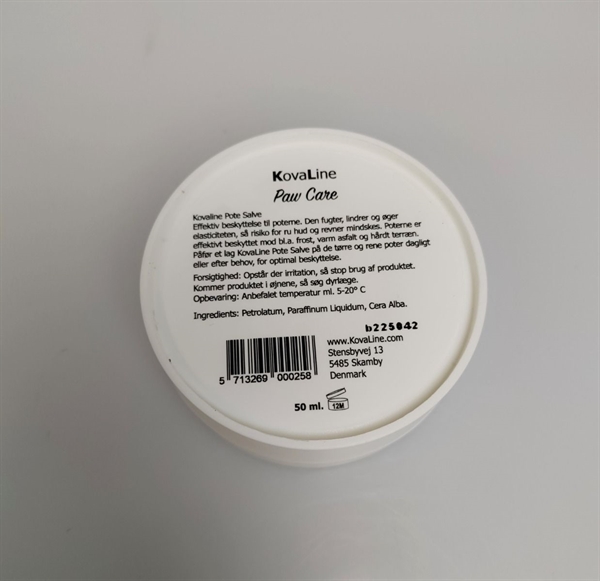 KovaLine
Paw Care
Kovaline Pote Salve
Effektiv beskyttelse til poterne. Den fugter, lindrer og øger
elasticiteten, så risiko for ru hud og revner mindskes. Poterne er
effektivt beskyttet mod bl.a. frost, varm asfalt og hårdt terræn.
Påfør et lag KovaLine Pote Salve på de tørre og rene poter dagligt
eller efter behov, for optimal beskyttelse.
Forsigtighed: Opstår der irritation, så stop brug af produktet.
Kommer produktet i øjnene, så søg dyrlæge.
Opbevaring: Anbefalet temperatur ml. 5-20° C
Ingredients: Petrolatum, Paraffinum Liquidum, Cera Alba.
b225042
www.KovaLine.com
Stensbyvej 13
5485 Skamby
Denmark
5 713269 000258
50 ml. 12M